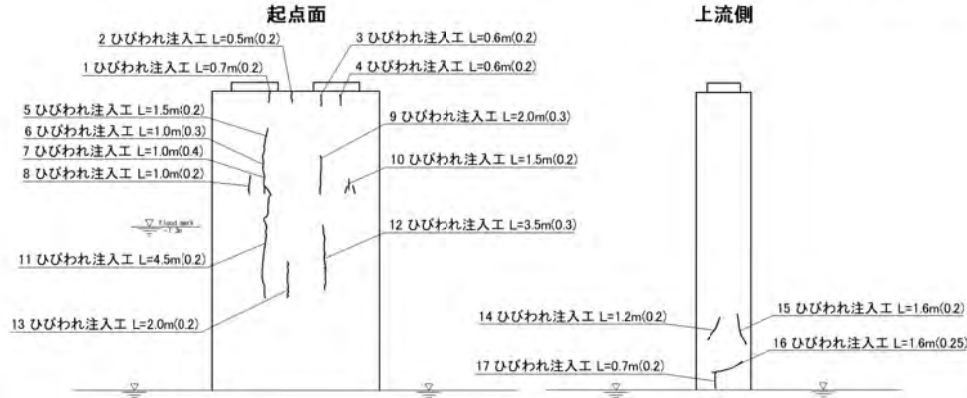 起点面
2 ひびわれ注入工 L=0.5m(0.2)
3 ひびわれ注入工 L=0.6m(0.2)
1 ひびわれ注入工 L=0.7m(0.2)
4 ひびわれ注入工 L=0.6m(0.2)
5 ひびわれ注入工 L=1.5m(0.2)
6 ひびわれ注入工 L=1.0m(0.3)
7 ひびわれ注入工 L=1.0m(0.4)
8 ひびわれ注入工 L=1.0m(0.2)
9 ひびわれ注入工 L=2.0m(0.3)
10 ひびわれ注入工 L=1.5m(0.2)
Flood mark
12 ひびわれ注入工 L=3.5m(0.3)
11 ひびわれ注入工 L=4.5m(0.2)
13 ひびわれ注入工 L=2.0m(0.2)
上流側
14 ひびわれ注入工 L=1.2m(0.2)
15 ひびわれ注入工 L=1.6m(0.2)
16 ひびわれ注入工 L=1.6m(0.25)
17 ひびわれ注入工 L=0.7m(0.2)